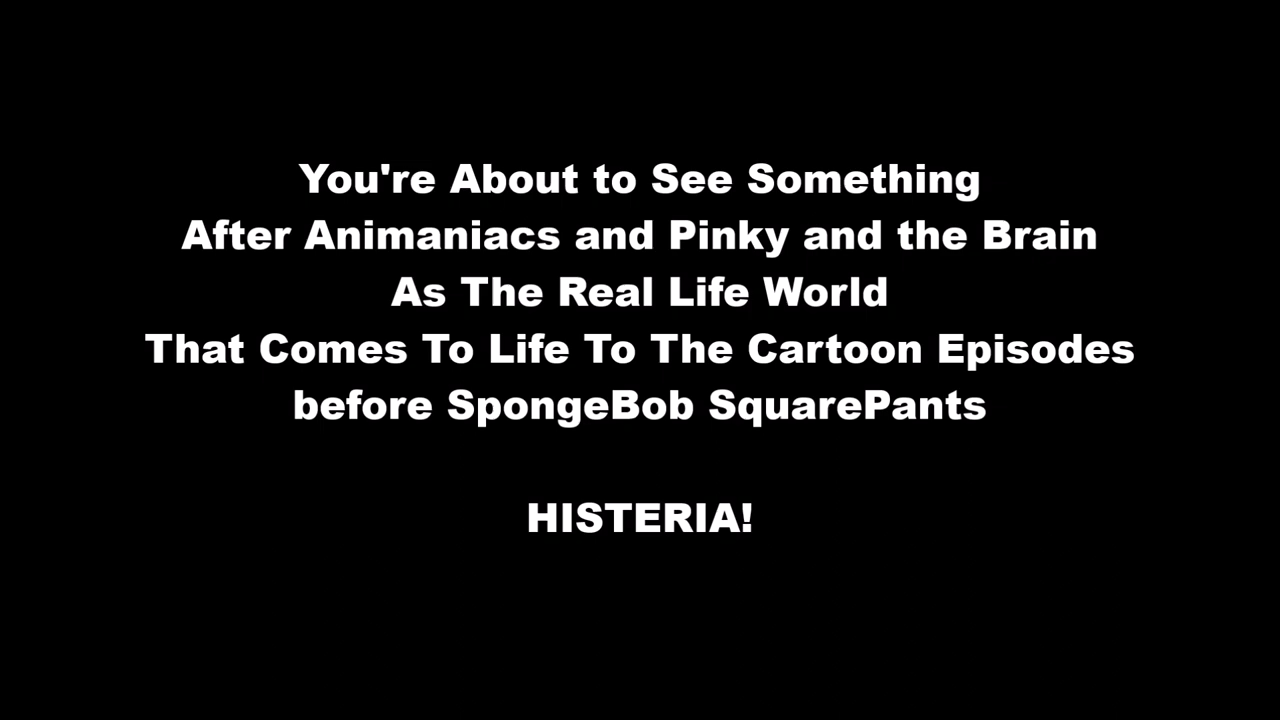 You're About to See Something
After Animaniacs and Pinky and the Brain
As The Real Life World
That Comes To Life To The Cartoon Episodes
before SpongeBob SquarePants
HISTERIA!